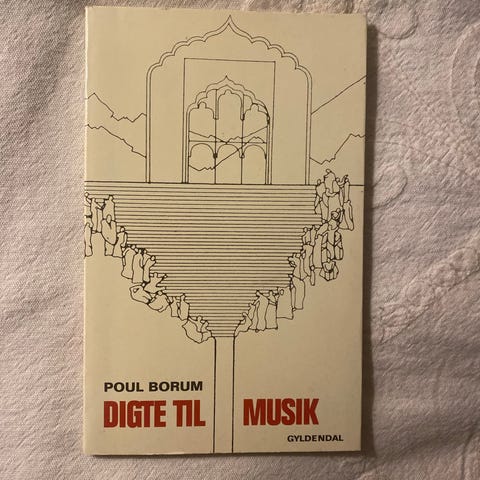 POUL BORUM
DIGTE TIL MUSIK
GYLDENDAL